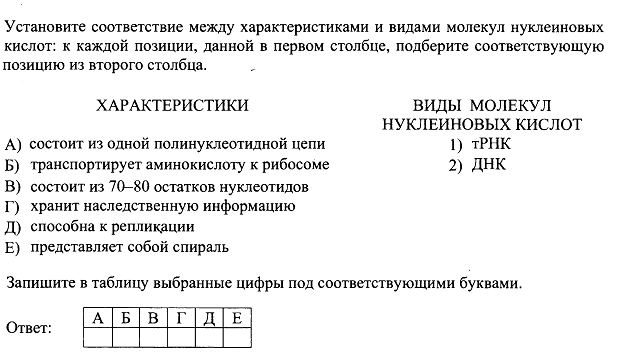 Установите соответствие между характеристиками и видами молекул нуклеиновых
кислот: к каждой позиции, данной в первом столбце, подберите соответствующую
позицию из второго столбца.
ХАРАКТЕРИСТИКИ
А) состоит из одной полинуклеотидной цепи
Б) транспортирует аминокислоту к рибосоме
В) состоит из 70–80 остатков нуклеотидов
Г) хранит наследственную информацию
Д) способна к репликации
Е) представляет собой спираль
ВИДЫ МОЛЕКУЛ
НУКЛЕИНОВЫХ КИСЛОТ
1) тРНК
2) ДНК
Запишите в таблицу выбранные цифры под соответствующими буквами.
Ответ:
А Б В Г Д Е